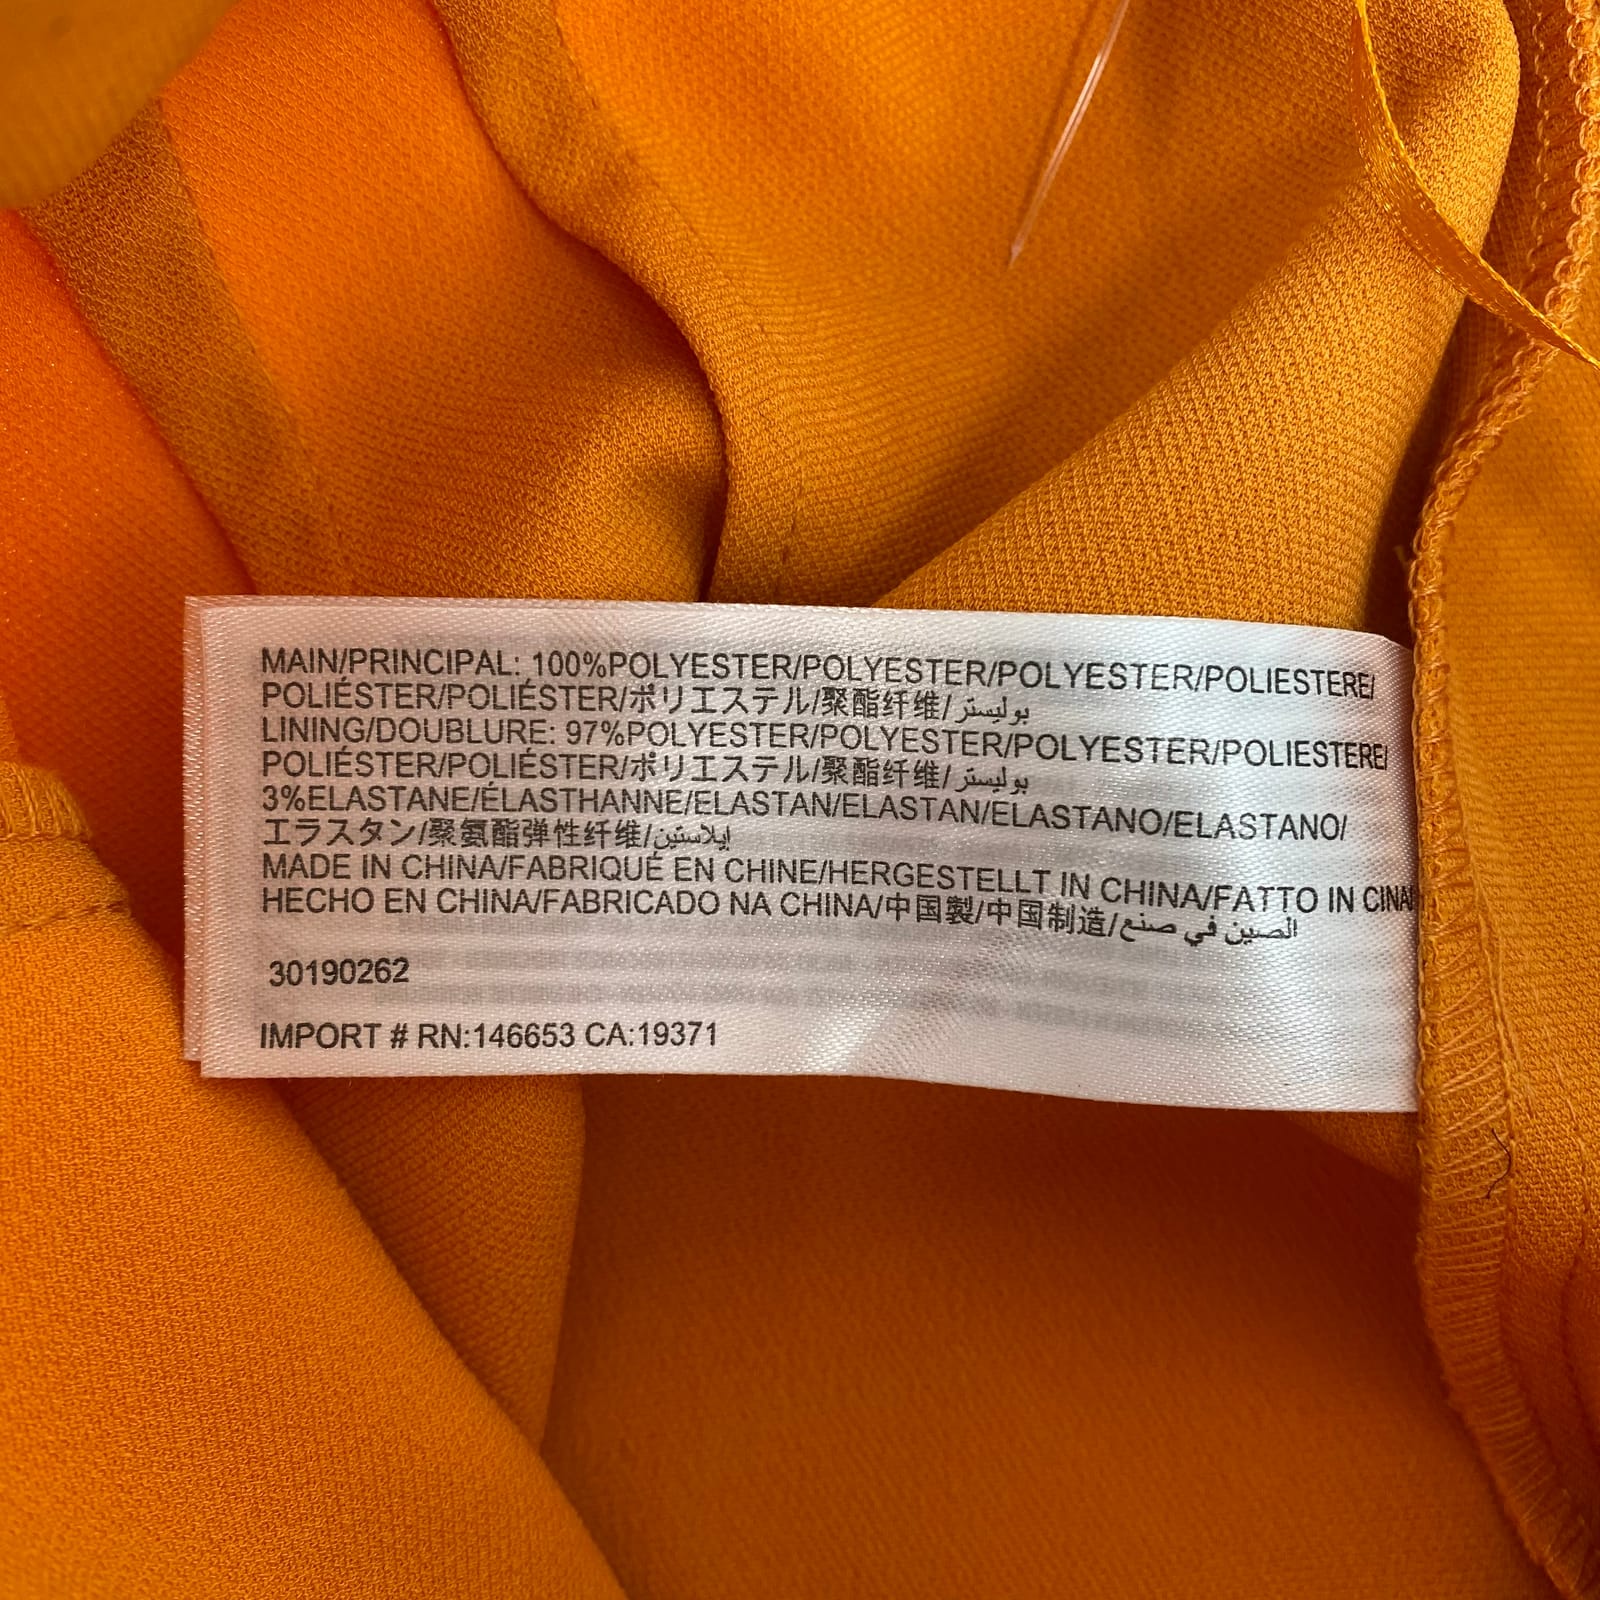 MAIN/PRINCIPAL: 100%POLYESTER/POLYESTER/POLYESTER/POLIESTERE/
POLIÉSTER/POLIÉSTER/ポリエステル/聚酯纤维/بوليستر
LINING/DOUBLURE: 97%POLYESTER/POLYESTER/POLYESTER/POLIESTERE/
POLIÉSTER/POLIÉSTER/ポリエステル/聚酯纤维/بوليستر
3%ELASTANE/ÉLASTHANNE/ELASTAN/ELASTAN/ELASTANO/ELASTANO/
エラスタン/聚氨酯弹性纤维/إيلاستين
MADE IN CHINA/FABRIQUÉ EN CHINE/HERGESTELLT IN CHINA/FATTO IN CINA/
HECHO EN CHINA/FABRICADO NA CHINA/中国製/中国制造/الصين في صنع
30190262
IMPORT # RN:146653 CA:19371